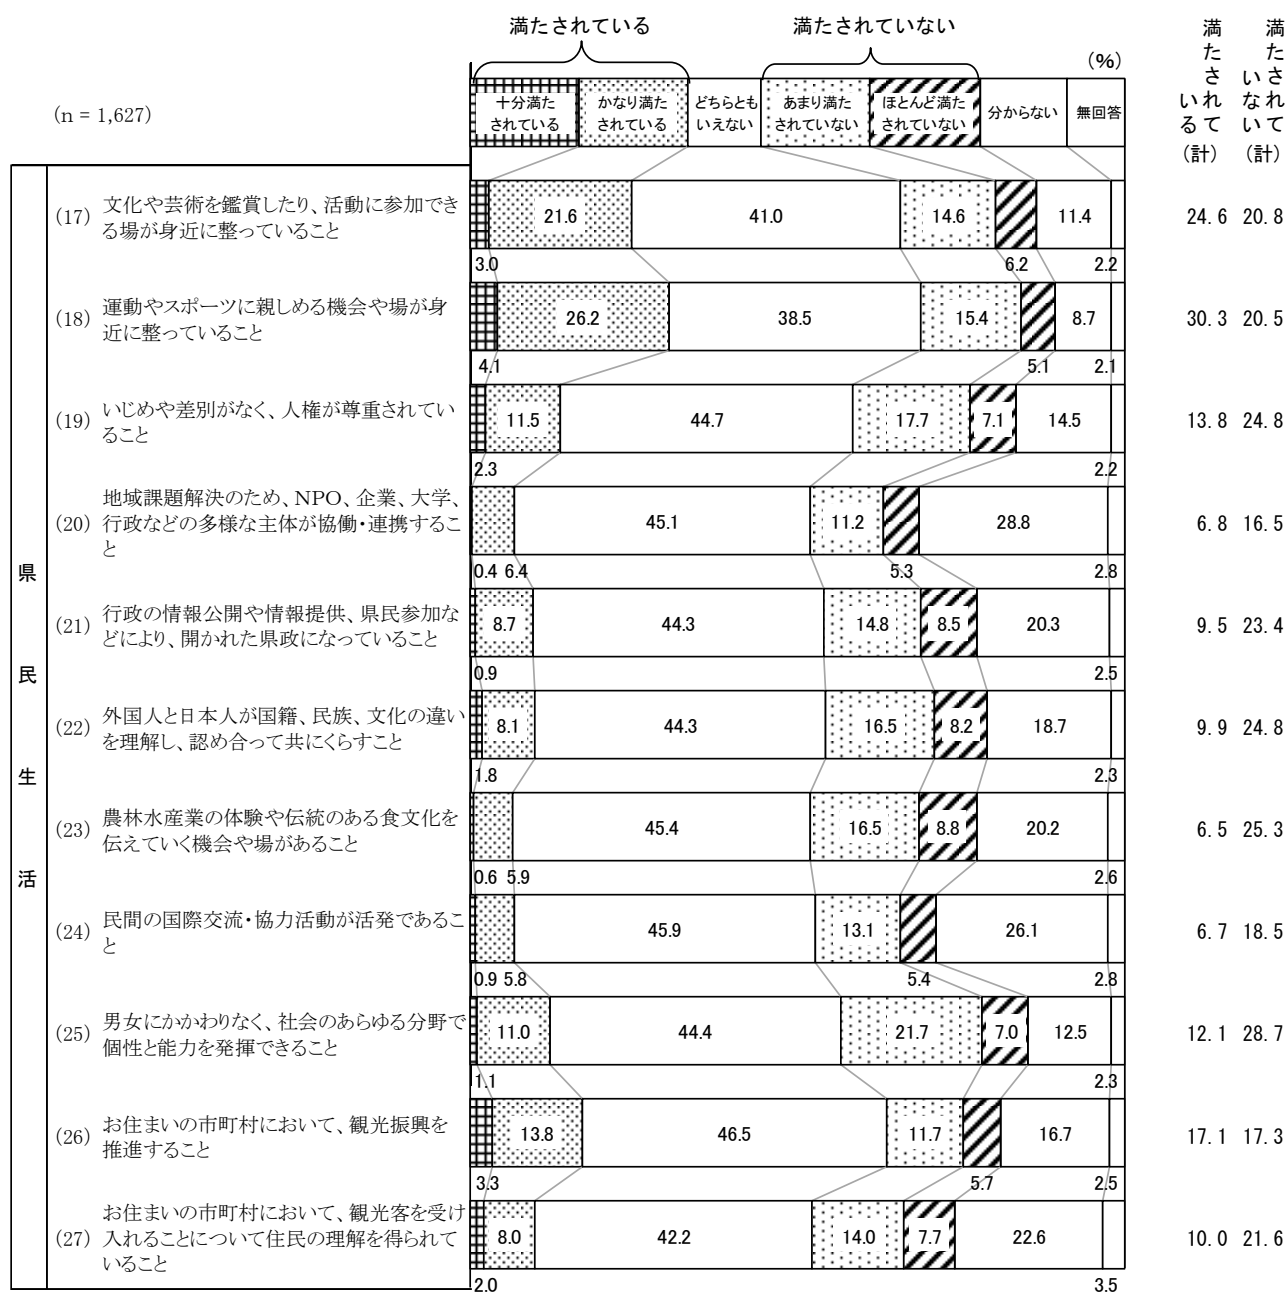 満たされている
満たされていない
(%)
満たされている(計)
満たされていない(計)
(n = 1,627)
十分満たされている
かなり満たされている
どちらともいえない
あまり満たされていない
ほとんど満たされていない
分からない
無回答
県民生活
(17) 文化や芸術を鑑賞したり、活動に参加でき
る場が身近に整っていること
21.6 41.0 14.6 11.4 24.6 20.8
3.0 6.2 2.2
(18) 運動やスポーツに親しめる機会や場が身
近に整っていること
26.2 38.5 15.4 8.7 30.3 20.5
4.1 5.1 2.1
(19) いじめや差別がなく、人権が尊重されてい
ること
11.5 44.7 17.7 7.1 14.5 13.8 24.8
2.3 2.2
(20) 地域課題解決のため、NPO、企業、大学、
行政などの多様な主体が協働・連携するこ
と
45.1 11.2 28.8 6.8 16.5
0.4 6.4 5.3 2.8
(21) 行政の情報公開や情報提供、県民参加な
どにより、開かれた県政になっていること
8.7 44.3 14.8 8.5 20.3 9.5 23.4
0.9 2.5
(22) 外国人と日本人が国籍、民族、文化の違い
を理解し、認め合って共にくらすこと
8.1 44.3 16.5 8.2 18.7 9.9 24.8
1.8 2.3
(23) 農林水産業の体験や伝統のある食文化を
伝えていく機会や場があること
45.4 16.5 8.8 20.2 6.5 25.3
0.6 5.9 2.6
(24) 民間の国際交流・協力活動が活発であるこ
と
45.9 13.1 26.1 6.7 18.5
0.9 5.8 5.4 2.8
(25) 男女にかかわりなく、社会のあらゆる分野で
個性と能力を発揮できること
11.0 44.4 21.7 7.0 12.5 12.1 28.7
1.1 2.3
(26) お住まいの市町村において、観光振興を
推進すること
13.8 46.5 11.7 16.7 17.1 17.3
3.3 5.7 2.5
(27) お住まいの市町村において、観光客を受け
入れることについて住民の理解を得られて
いること
8.0 42.2 14.0 7.7 22.6 10.0 21.6
2.0 3.5